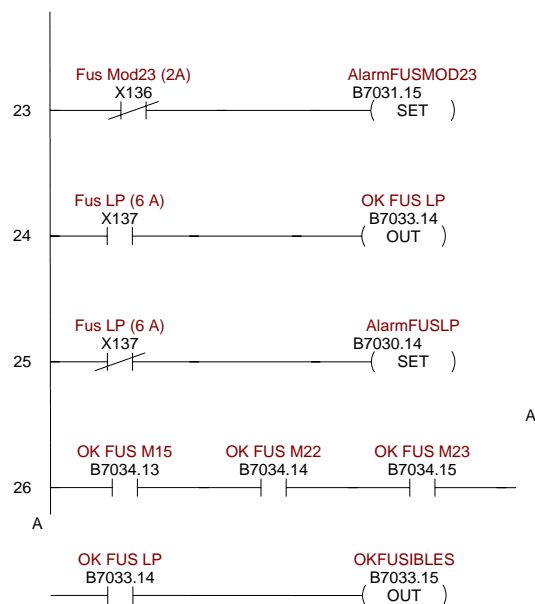 Fus Mod23 (2A) AlarmFUSMOD23
X136 B7031.15
23 ( SET )
Fus LP (6 A) OK FUS LP
X137 B7033.14
24 ( OUT )
Fus LP (6 A) AlarmFUSLP
X137 B7030.14
25 ( SET )
A
OK FUS M15 OK FUS M22 OK FUS M23
B7034.13 B7034.14 B7034.15
26
A
OK FUS LP OKFUSIBLES
B7033.14 B7033.15
( OUT )